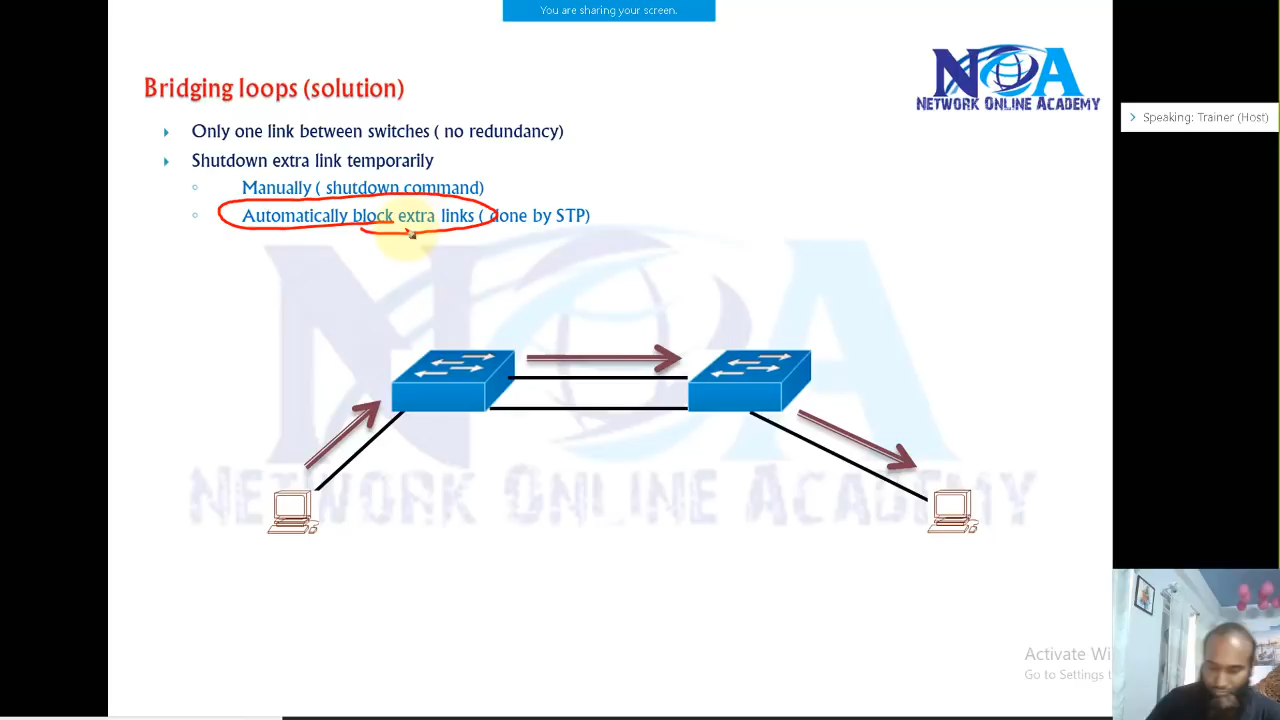 You are sharing your screen.
NOA
NETWORK ONLINE ACADEMY
Speaking: Trainer (Host)
Bridging loops (solution)
Only one link between switches ( no redundancy)
Shutdown extra link temporarily
Manually ( shutdown command)
Automatically block extra links ( done by STP)
NOA
NETWORK ONLINE ACADEMY
Activate Wi
Go to Settings t